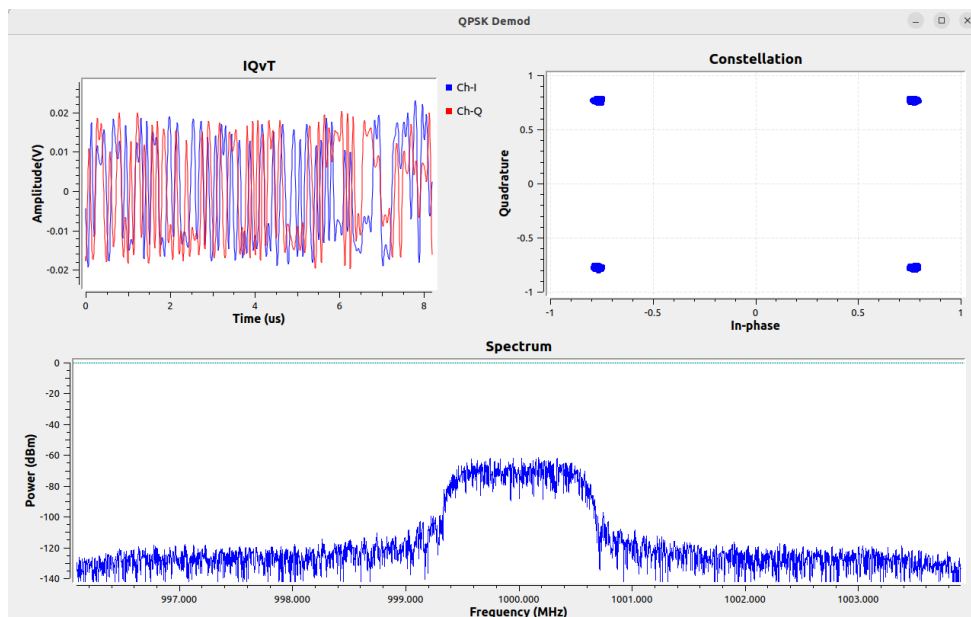 QPSK Demod
IQvT
Ch-I
Ch-Q
Amplitude(V)
0.02
0.01
0
-0.01
-0.02
0
2
4
6
8
Time (us)
Constellation
Quadrature
1
0.5
0
-0.5
-1
-1
-0.5
0
0.5
1
In-phase
Spectrum
Power (dBm)
0
-20
-40
-60
-80
-100
-120
-140
997.000
998.000
999.000
1000.000
1001.000
1002.000
1003.000
Frequency (MHz)